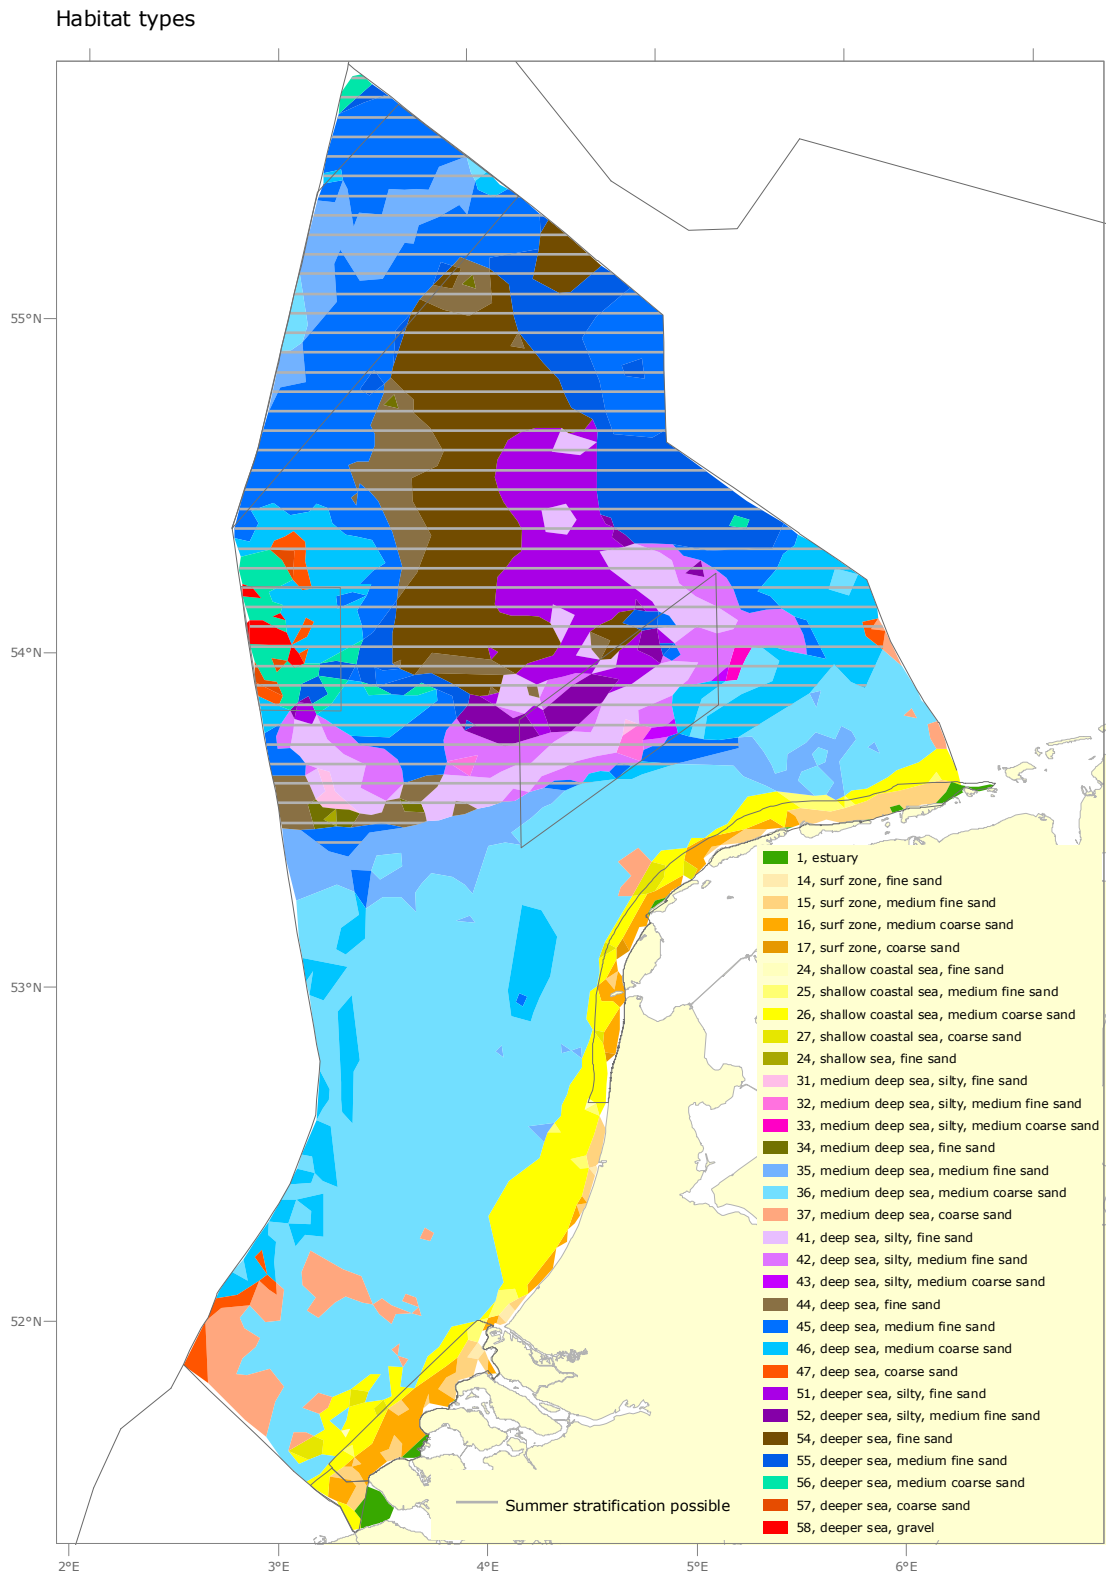 Habitat types
55°N
54°N
53°N
52°N
1, estuary
14, surf zone, fine sand
15, surf zone, medium fine sand
16, surf zone, medium coarse sand
17, surf zone, coarse sand
24, shallow coastal sea, fine sand
25, shallow coastal sea, medium fine sand
26, shallow coastal sea, medium coarse sand
27, shallow coastal sea, coarse sand
24, shallow sea, fine sand
31, medium deep sea, silty, fine sand
32, medium deep sea, silty, medium fine sand
33, medium deep sea, silty, medium coarse sand
34, medium deep sea, fine sand
35, medium deep sea, medium fine sand
36, medium deep sea, medium coarse sand
37, medium deep sea, coarse sand
41, deep sea, silty, fine sand
42, deep sea, silty, medium fine sand
43, deep sea, silty, medium coarse sand
44, deep sea, fine sand
45, deep sea, medium fine sand
46, deep sea, medium coarse sand
47, deep sea, coarse sand
51, deeper sea, silty, fine sand
52, deeper sea, silty, medium fine sand
54, deeper sea, fine sand
55, deeper sea, medium fine sand
56, deeper sea, medium coarse sand
57, deeper sea, coarse sand
58, deeper sea, gravel
Summer stratification possible
2°E 3°E 4°E 5°E 6°E